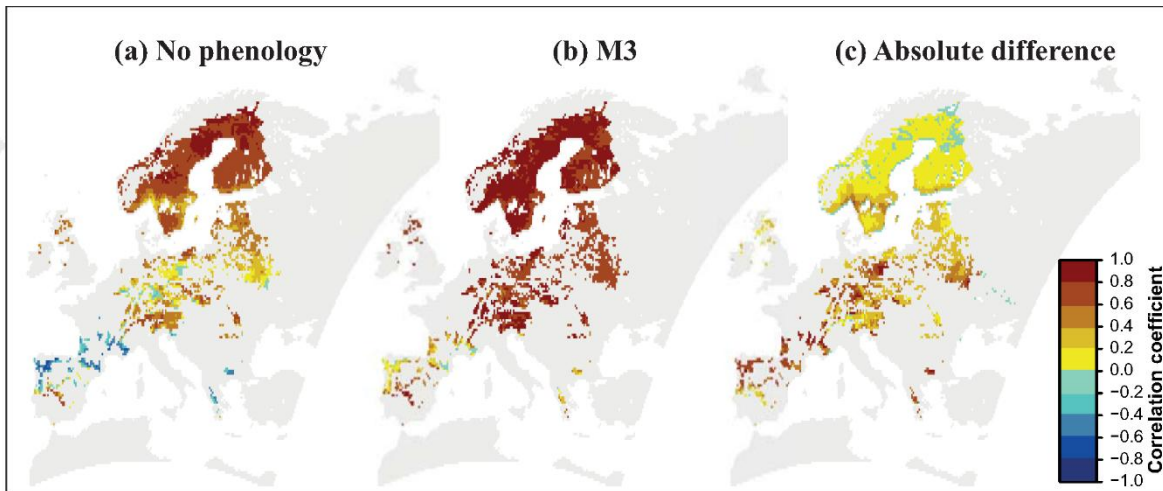 (a) No phenology
(b) M3
(c) Absolute difference
1.0
0.8
0.6
0.4
0.2
0.0
−0.2
−0.4
−0.6
−0.8
−1.0
Correlation coefficient